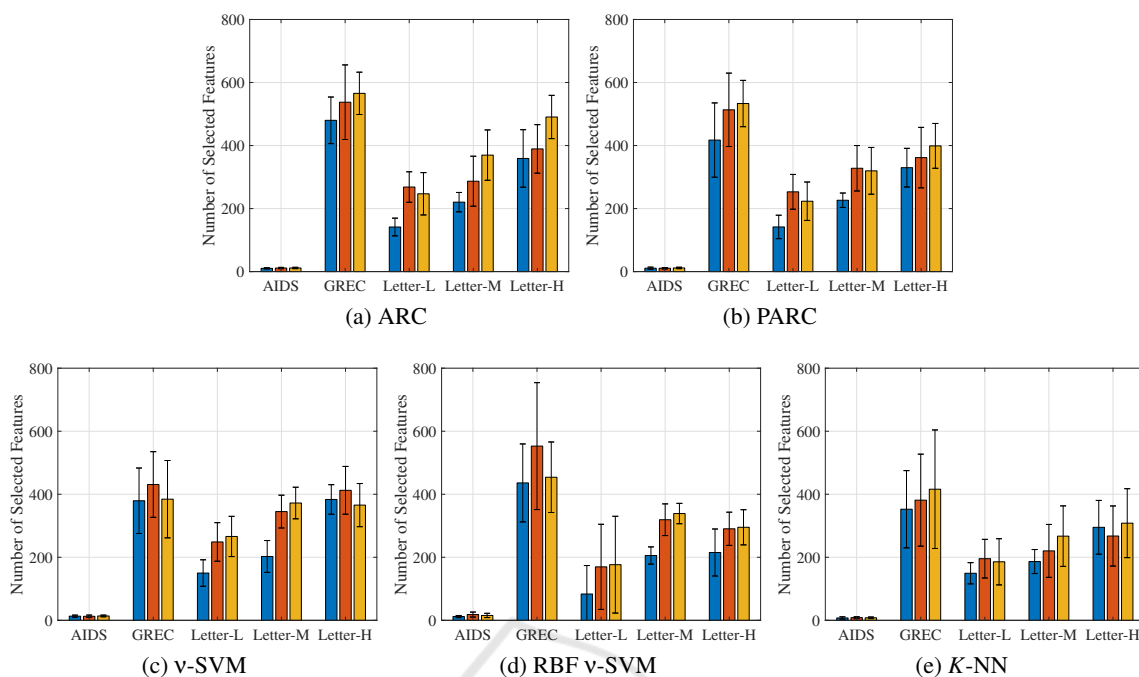 800
600
400
200
0
Number of Selected Features
AIDS GREC Letter-L Letter-M Letter-H
(a) ARC
800
600
400
200
0
Number of Selected Features
AIDS GREC Letter-L Letter-M Letter-H
(b) PARC
800
600
400
200
0
Number of Selected Features
AIDS GREC Letter-L Letter-M Letter-H
(c) ν-SVM
800
600
400
200
0
Number of Selected Features
AIDS GREC Letter-L Letter-M Letter-H
(d) RBF ν-SVM
800
600
400
200
0
Number of Selected Features
AIDS GREC Letter-L Letter-M Letter-H
(e) K-NN